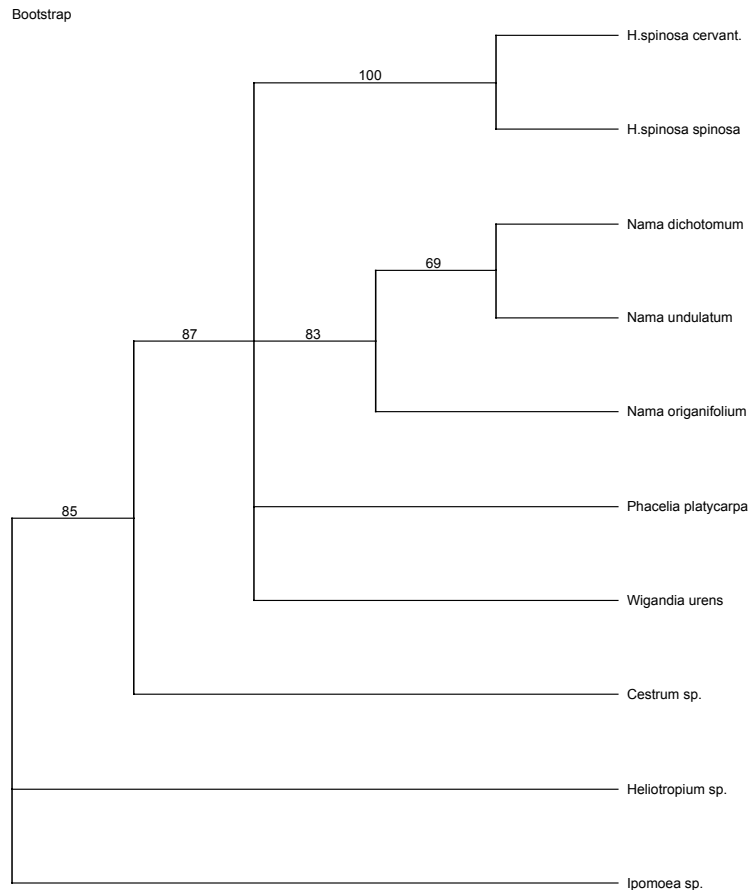 Bootstrap
H.spinosa cervant.
100
H.spinosa spinosa
Nama dichotomum
69
Nama undulatum
87
83
Nama origanifolium
Phacelia platycarpa
85
Wigandia urens
Cestrum sp.
Heliotropium sp.
Ipomoea sp.